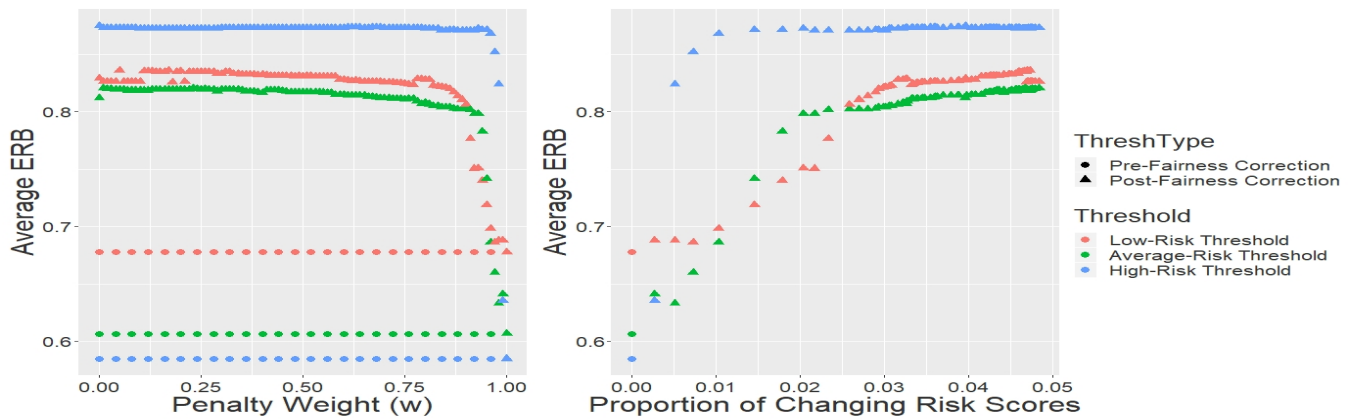 Average ERB
0.8
0.7
0.6
0.00
0.25
0.50
0.75
1.00
Penalty Weight (w)
Average ERB
0.8
0.7
0.6
0.00
0.01
0.02
0.03
0.04
0.05
Proportion of Changing Risk Scores
ThreshType
Pre-Fairness Correction
Post-Fairness Correction
Threshold
Low-Risk Threshold
Average-Risk Threshold
High-Risk Threshold